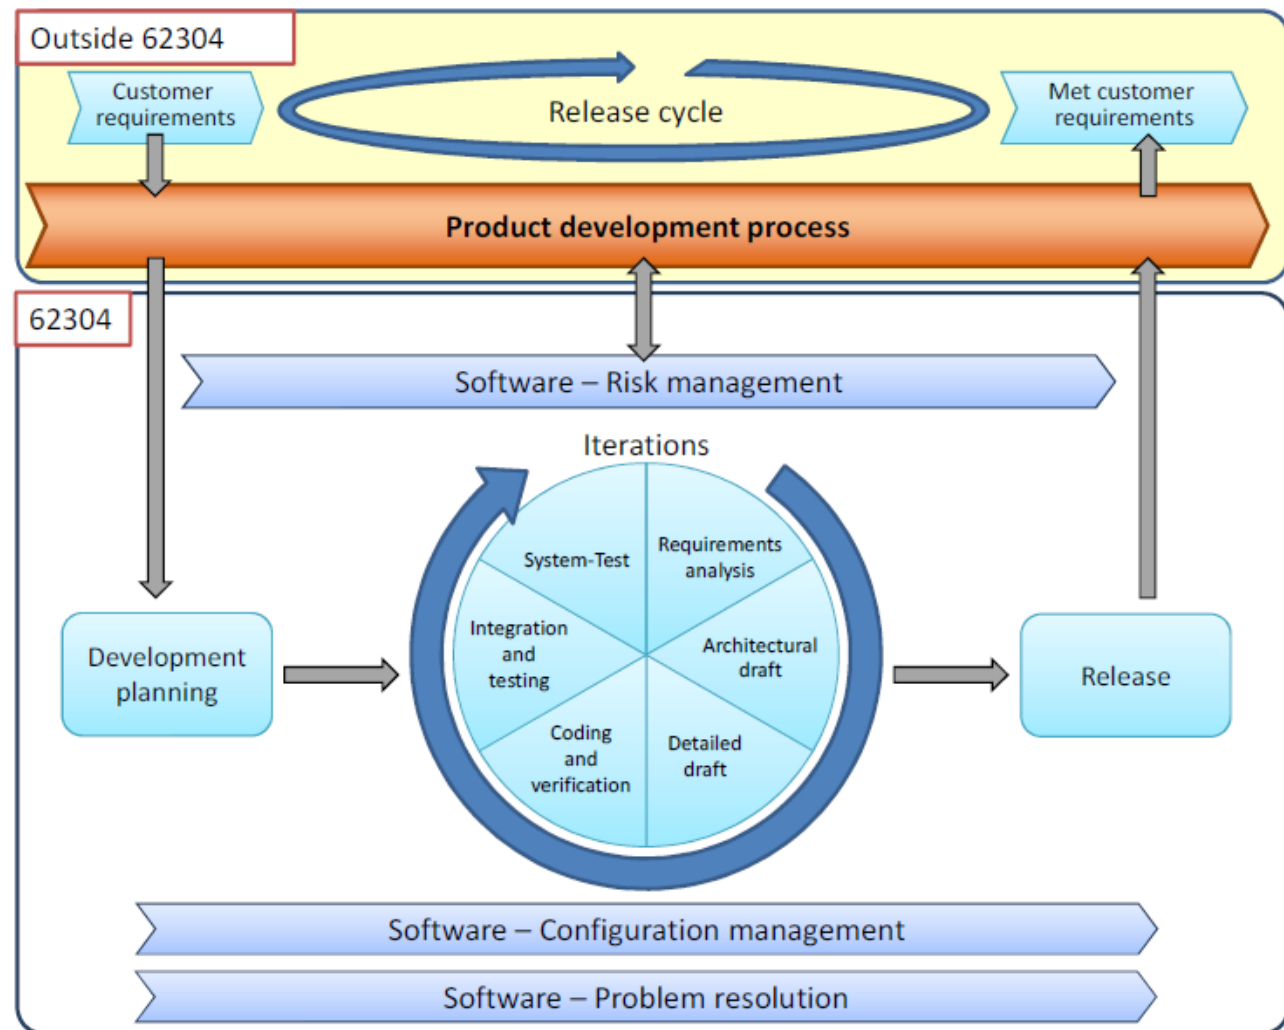 Outside 62304
Customer
requirements
Release cycle
Met customer
requirements
Product development process
62304
Software – Risk management
Iterations
System-Test
Requirements
analysis
Integration
and
testing
Architectural
draft
Coding
and
verification
Detailed
draft
Development
planning
Release
Software – Configuration management
Software – Problem resolution